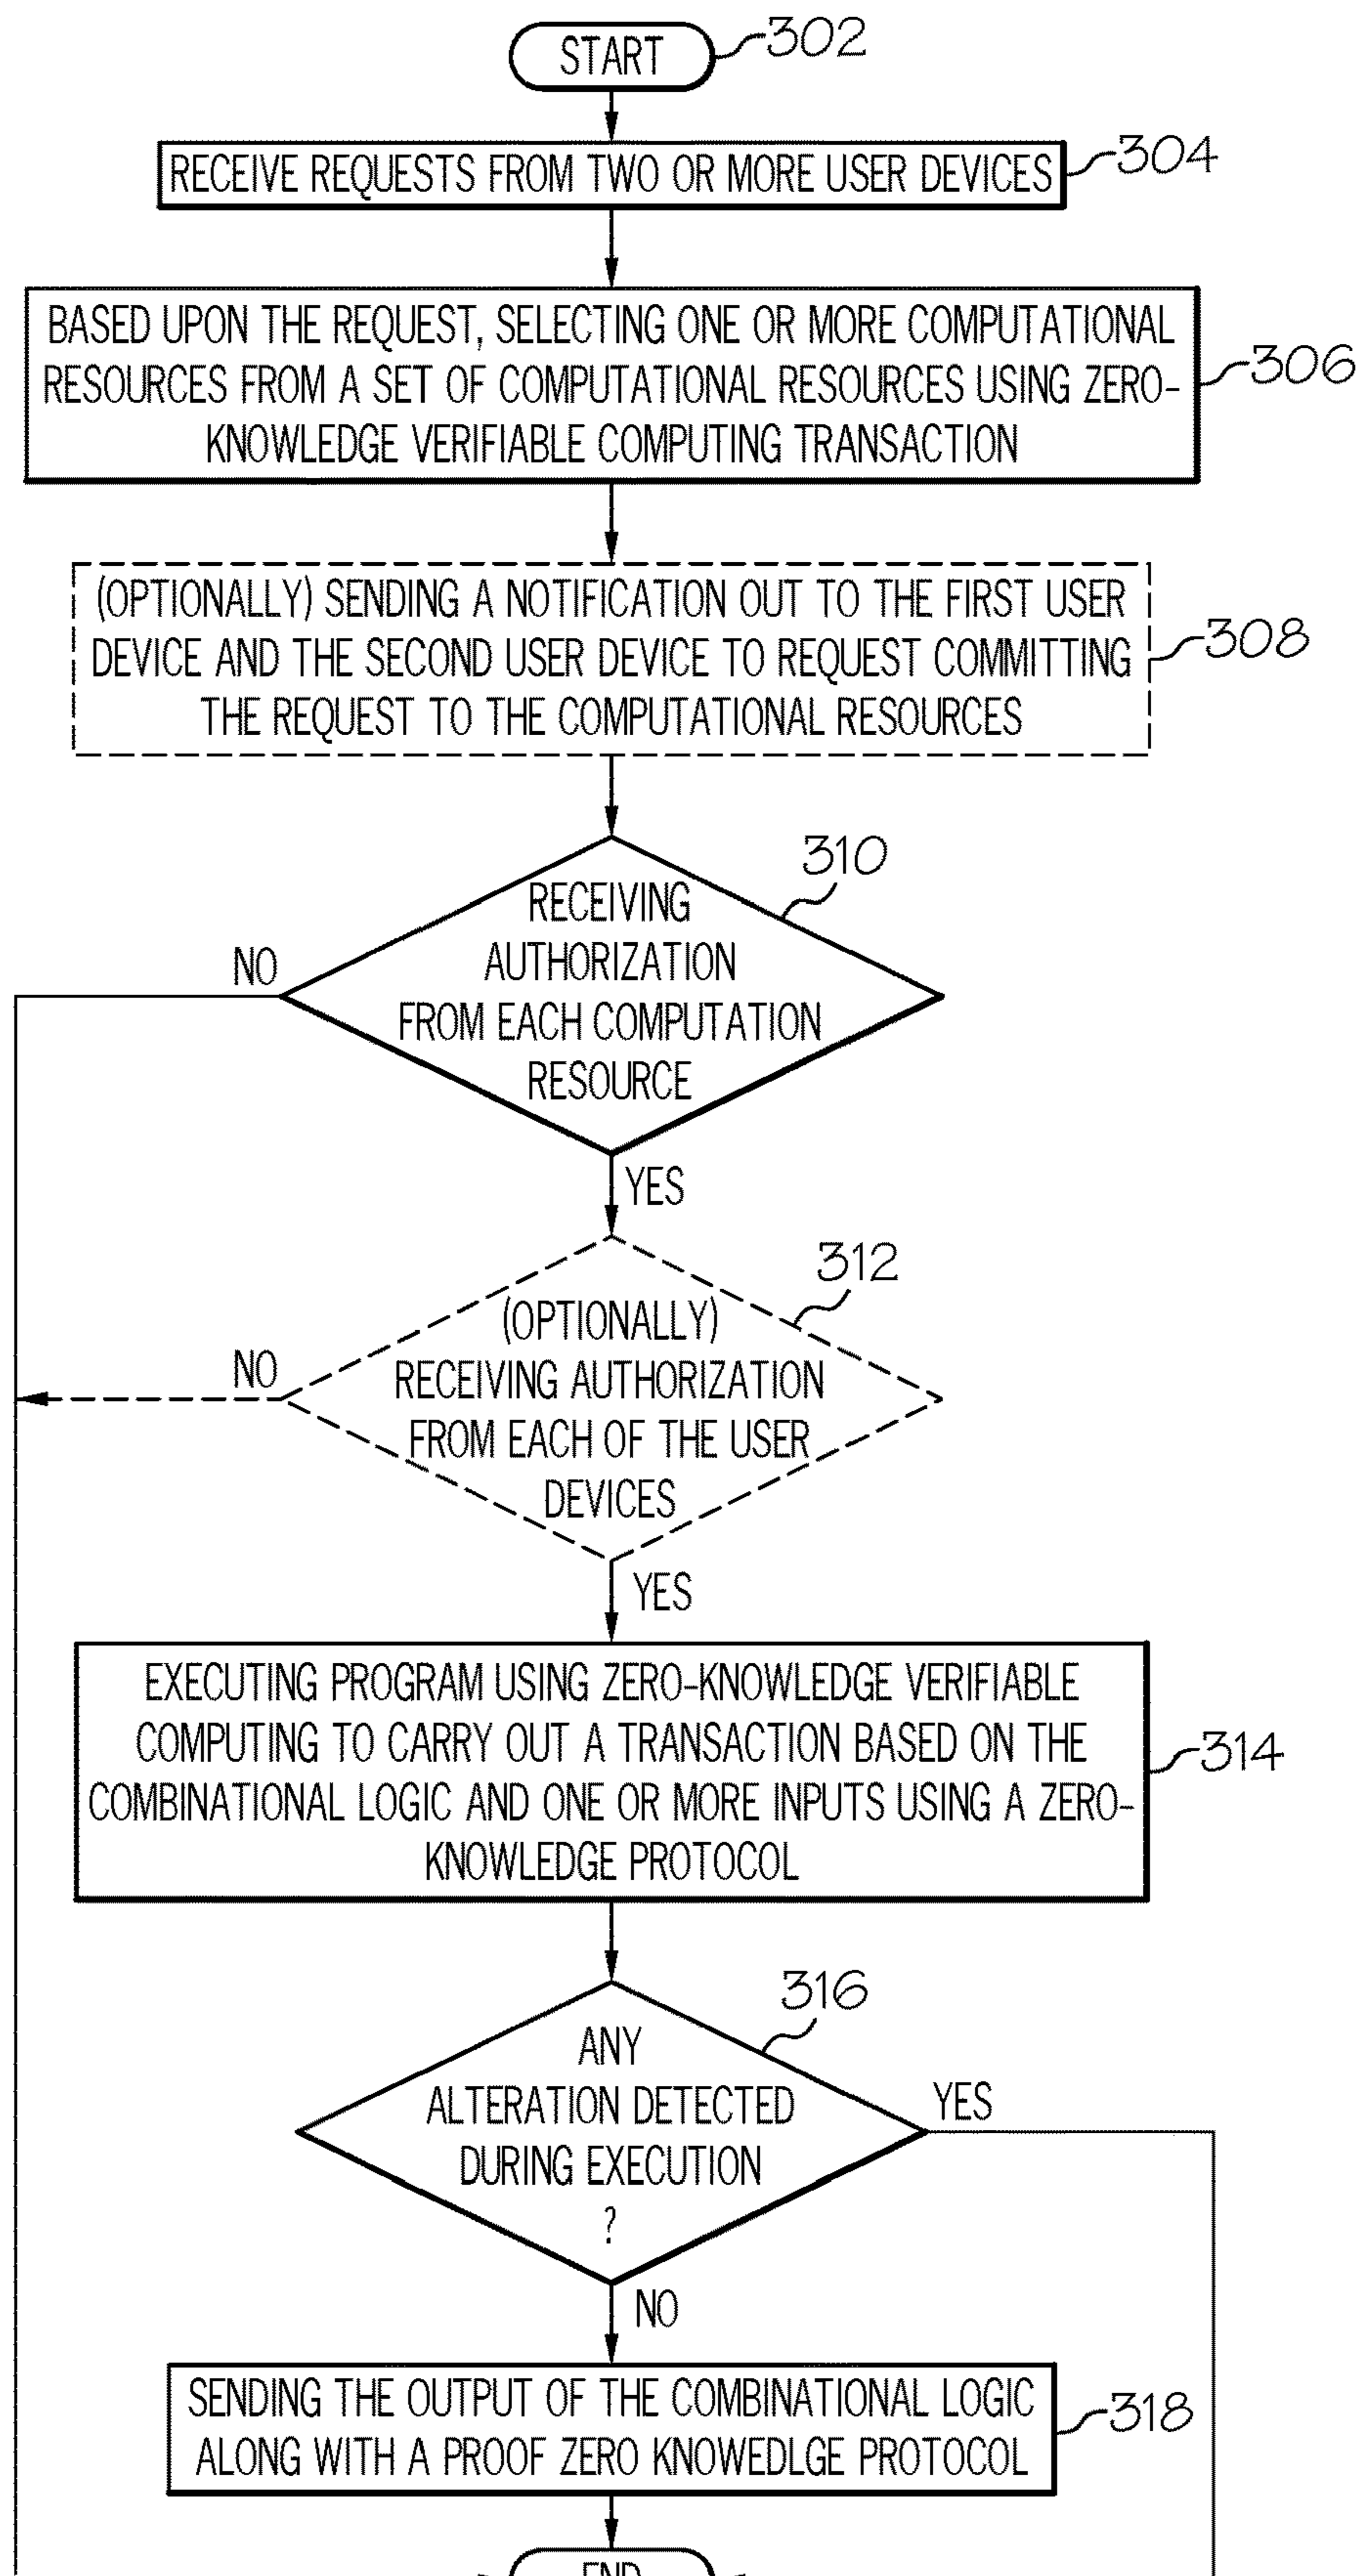 START
302
RECEIVE REQUESTS FROM TWO OR MORE USER DEVICES
304
BASED UPON THE REQUEST, SELECTING ONE OR MORE COMPUTATIONAL
RESOURCES FROM A SET OF COMPUTATIONAL RESOURCES USING ZERO-
KNOWLEDGE VERIFIABLE COMPUTING TRANSACTION
306
(OPTIONALLY) SENDING A NOTIFICATION OUT TO THE FIRST USER
DEVICE AND THE SECOND USER DEVICE TO REQUEST COMMITTING
THE REQUEST TO THE COMPUTATIONAL RESOURCES
308
310
RECEIVING
AUTHORIZATION
FROM EACH COMPUTATION
RESOURCE
NO
YES
312
(OPTIONALLY)
RECEIVING AUTHORIZATION
FROM EACH OF THE USER
DEVICES
NO
YES
EXECUTING PROGRAM USING ZERO-KNOWLEDGE VERIFIABLE
COMPUTING TO CARRY OUT A TRANSACTION BASED ON THE
COMBINATIONAL LOGIC AND ONE OR MORE INPUTS USING A ZERO-
KNOWLEDGE PROTOCOL
314
316
ANY
ALTERATION DETECTED
DURING EXECUTION
?
YES
NO
SENDING THE OUTPUT OF THE COMBINATIONAL LOGIC
ALONG WITH A PROOF ZERO KNOWEDLGE PROTOCOL
318
END